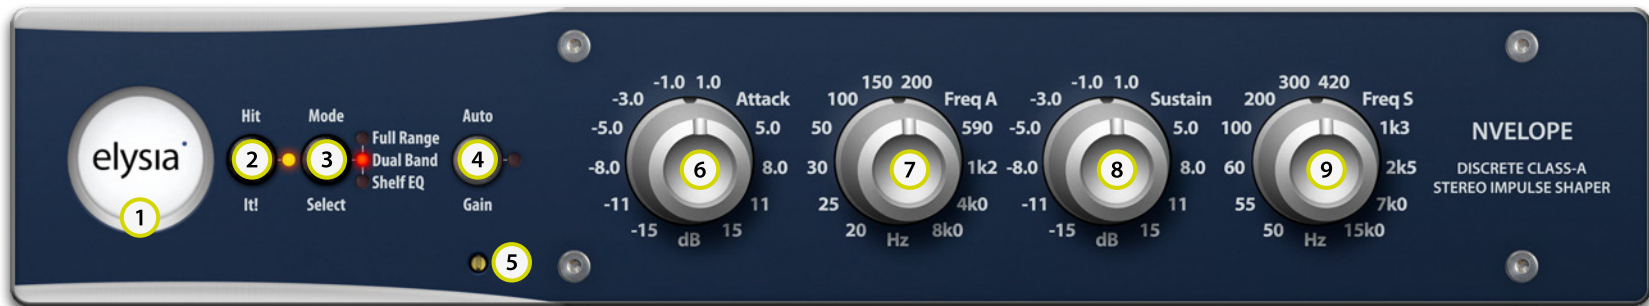 elysia
1
Hit
2
It!
Mode
3
Select
Full Range
Dual Band
Shelf EQ
Auto
4
Gain
5
-1.0 1.0
-3.0 Attack
-5.0 5.0
-8.0 6 8.0
-11 11
-15 dB 15
150 200
100 Freq A
50 590
30 7 1k2
25 4k0
20 Hz 8k0
-1.0 1.0
-3.0 Sustain
-5.0 5.0
-8.0 8 8.0
-11 11
-15 dB 15
300 420
200 Freq S
100 1k3
60 9 2k5
55 7k0
50 Hz 15k0
NVELOPE
DISCRETE CLASS-A
STEREO IMPULSE SHAPER